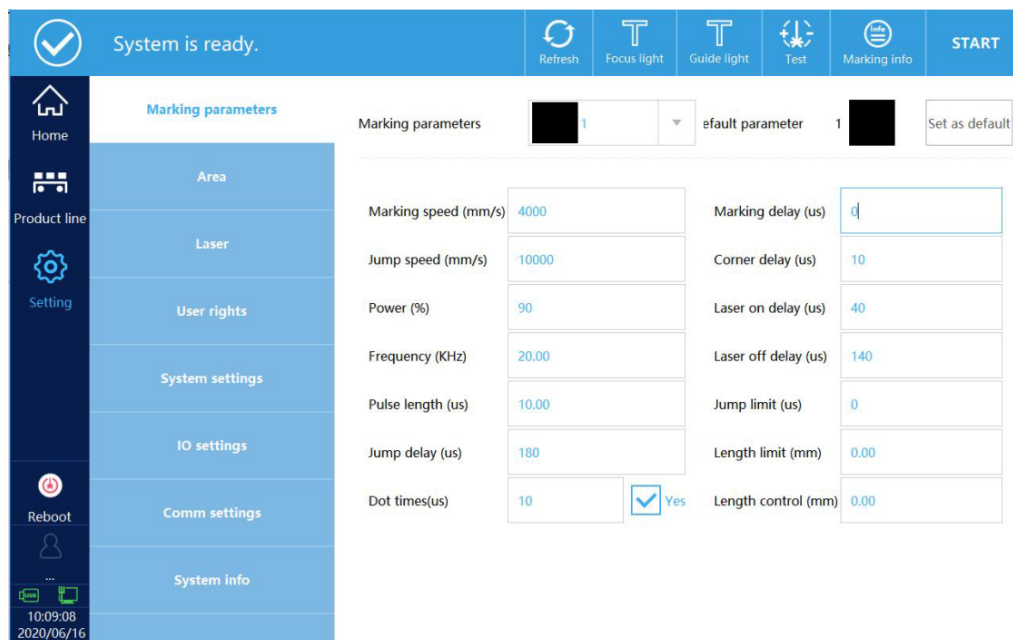 System is ready.
Refresh
Focus light
Guide light
Test
Info
Marking info
START
Home
Product line
Setting
Reboot
...
USB
10:09:08
2020/06/16
Marking parameters
Area
Laser
User rights
System settings
IO settings
Comm settings
System info
Marking parameters 1 efault parameter 1 Set as default
Marking speed (mm/s) 4000 Marking delay (us) 0
Jump speed (mm/s) 10000 Corner delay (us) 10
Power (%) 90 Laser on delay (us) 40
Frequency (KHz) 20.00 Laser off delay (us) 140
Pulse length (us) 10.00 Jump limit (us) 0
Jump delay (us) 180 Length limit (mm) 0.00
Dot times(us) 10 Yes Length control (mm) 0.00